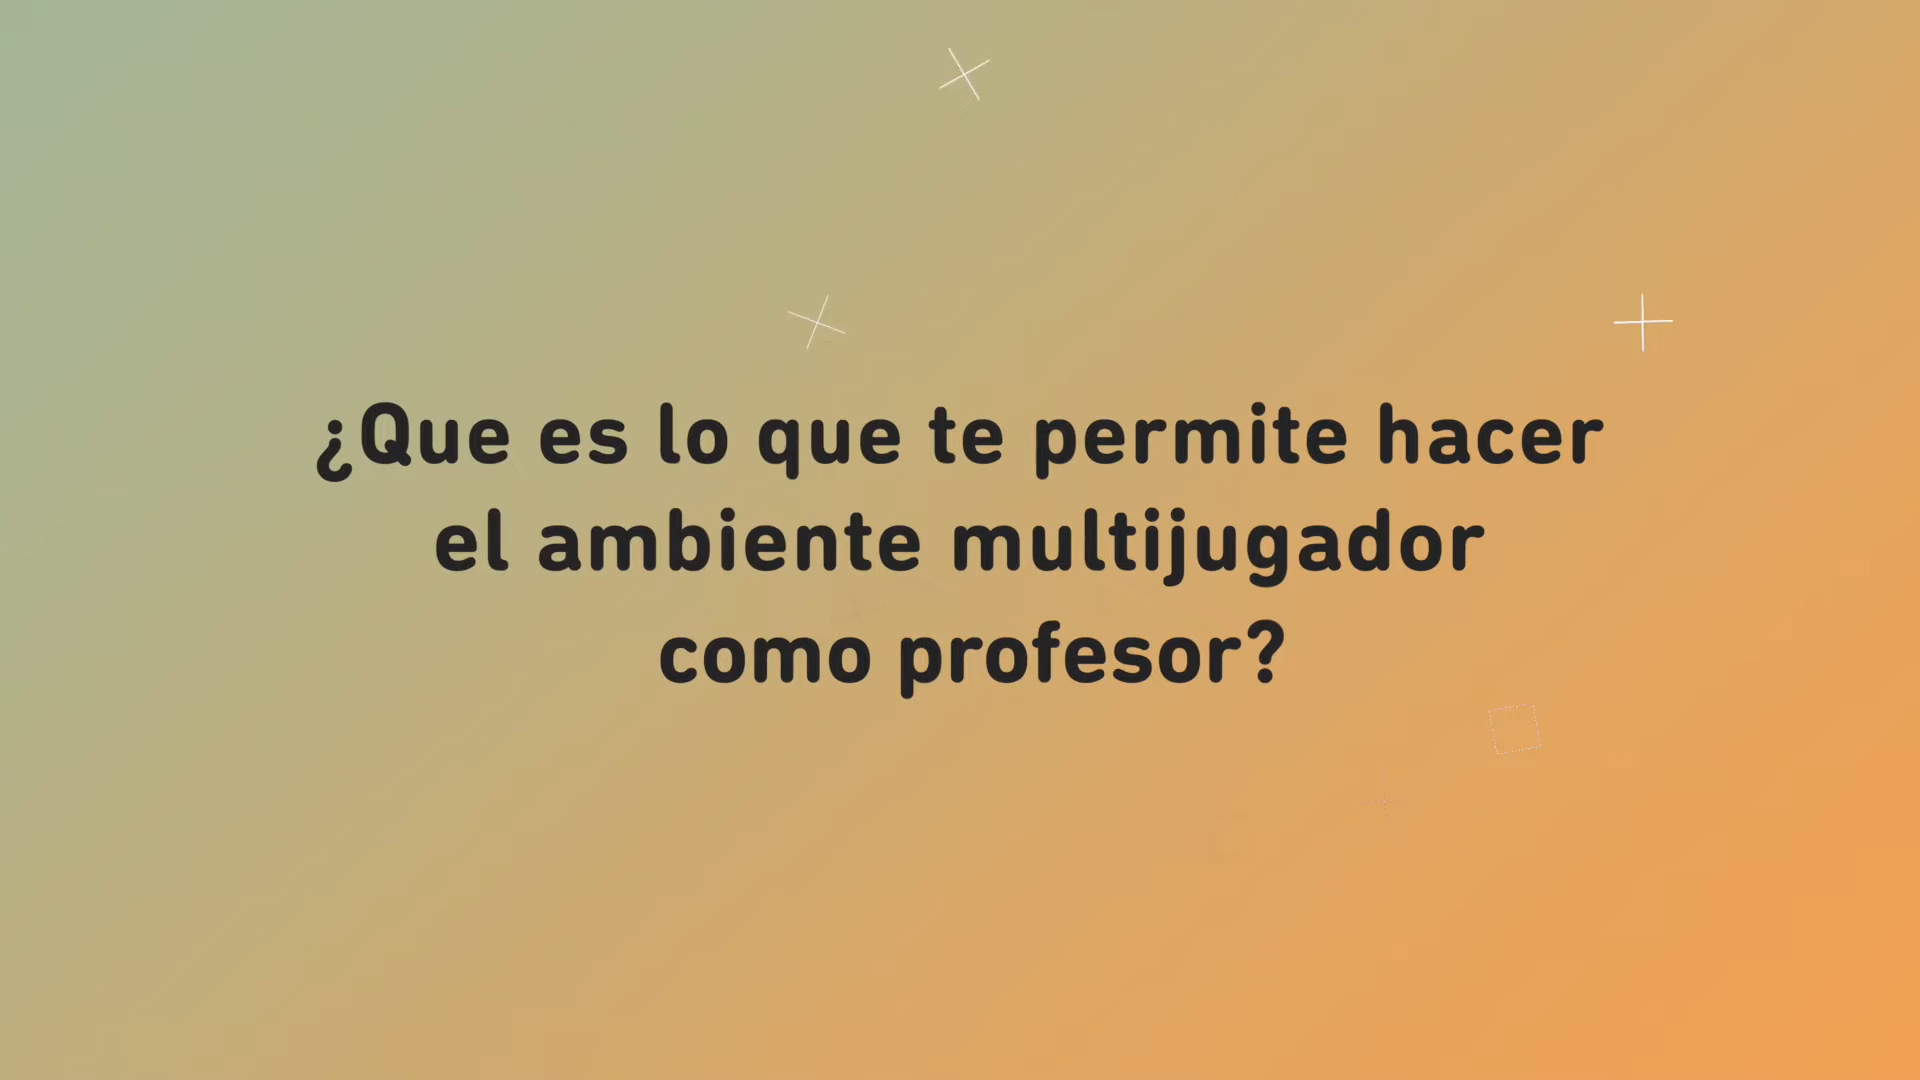 ¿Que es lo que te permite hacer
el ambiente multijugador
como profesor?